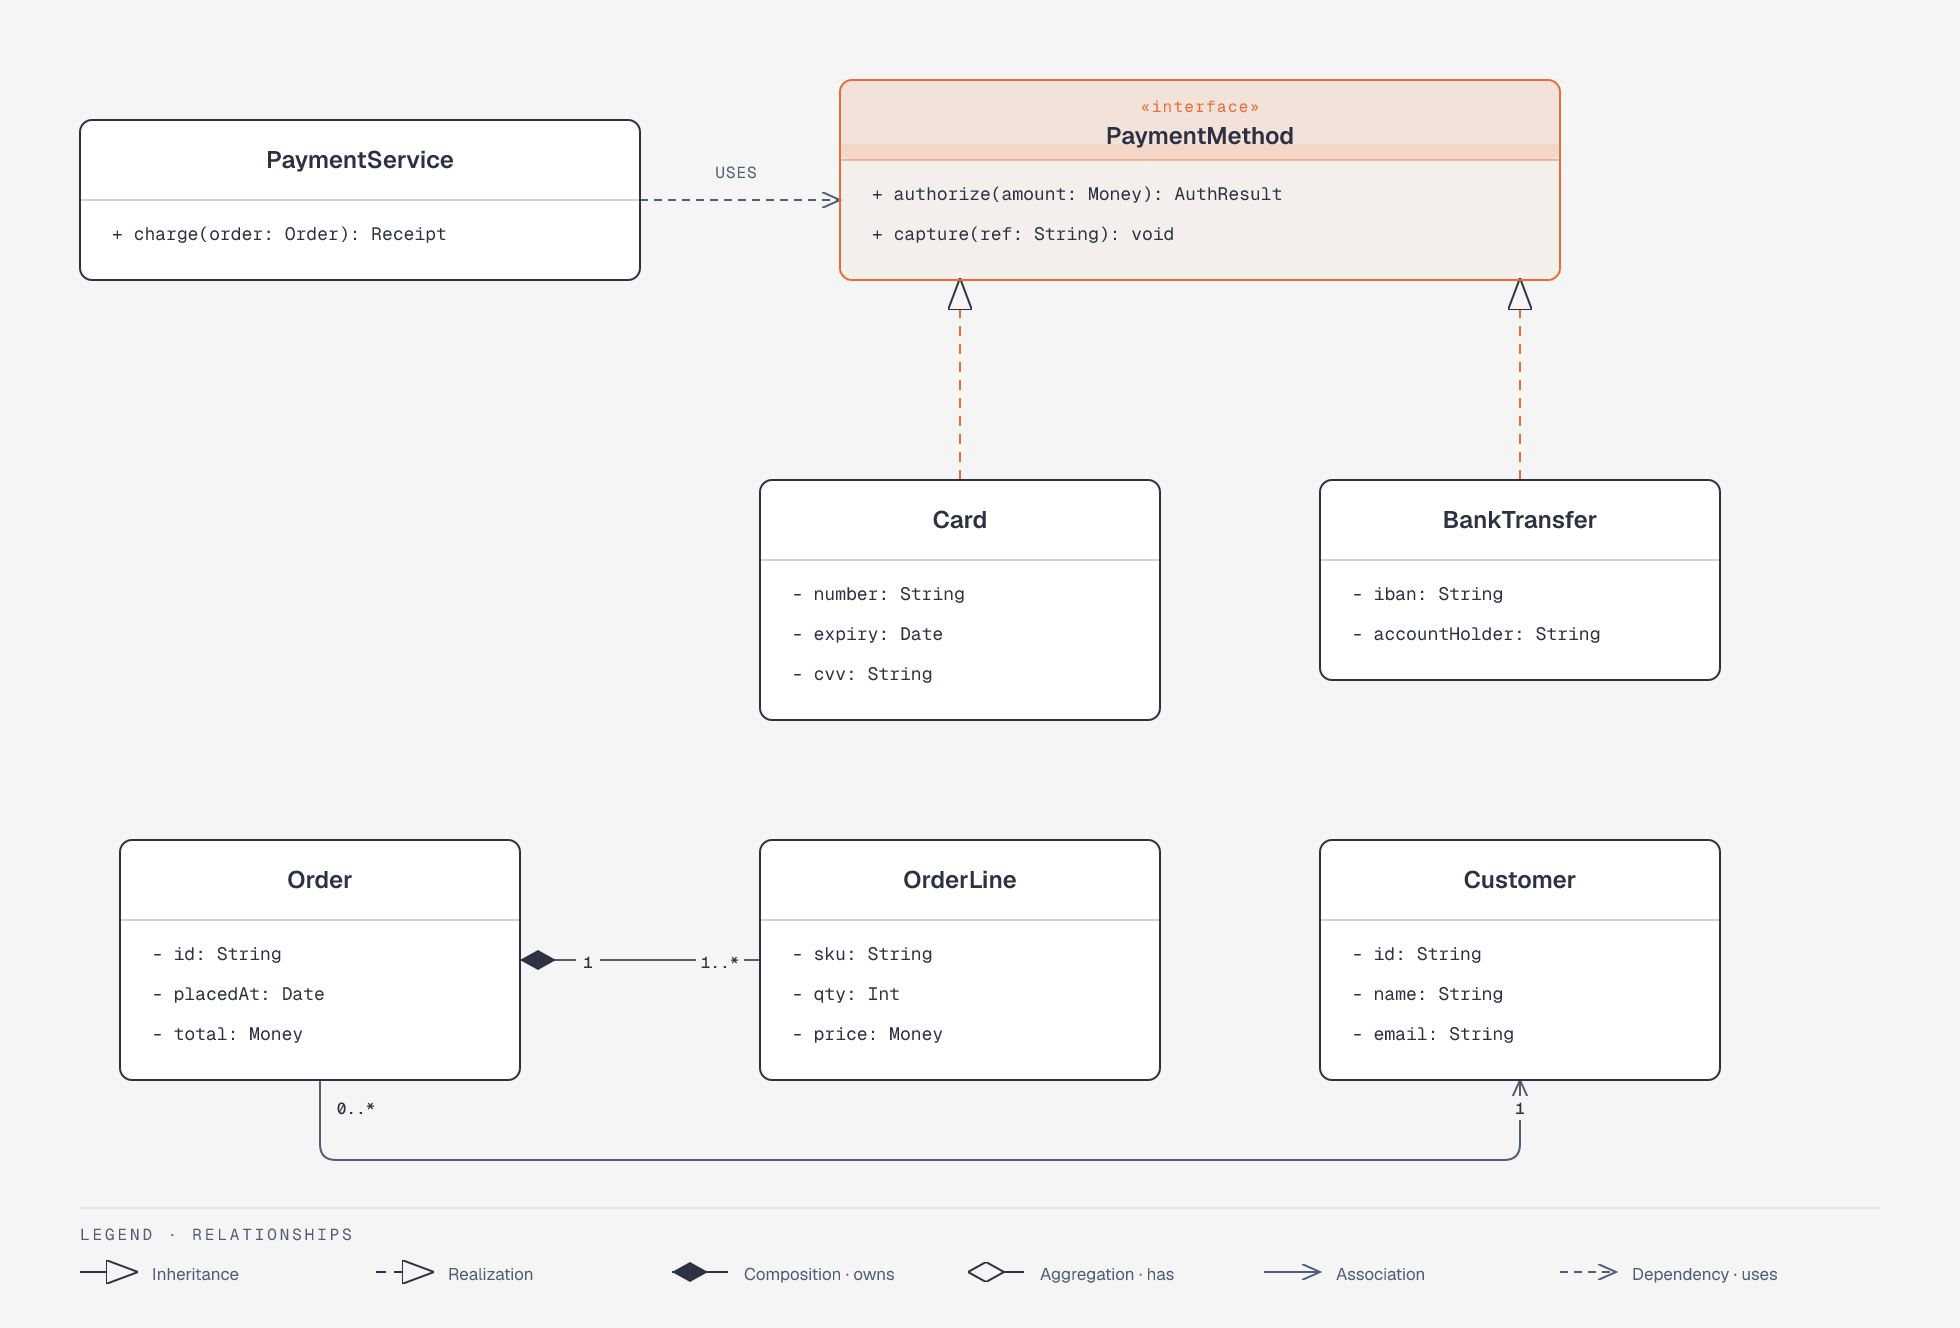 PaymentService
+ charge(order: Order): Receipt
USES
«interface»
PaymentMethod
+ authorize(amount: Money): AuthResult
+ capture(ref: String): void
Card
- number: String
- expiry: Date
- cvv: String
BankTransfer
- iban: String
- accountHolder: String
Order
- id: String
- placedAt: Date
- total: Money
1
1..*
OrderLine
- sku: String
- qty: Int
- price: Money
Customer
- id: String
- name: String
- email: String
0..*
1
LEGEND · RELATIONSHIPS
Inheritance
Realization
Composition · owns
Aggregation · has
Association
Dependency · uses